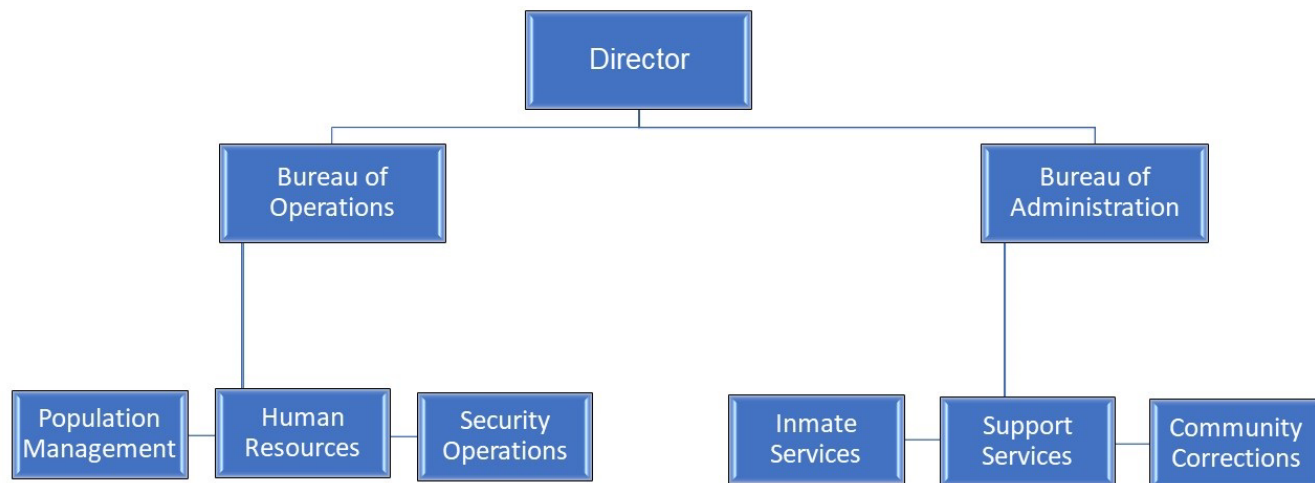 Director
Bureau of
Operations
Bureau of
Administration
Population
Management
Human
Resources
Security
Operations
Inmate
Services
Support
Services
Community
Corrections